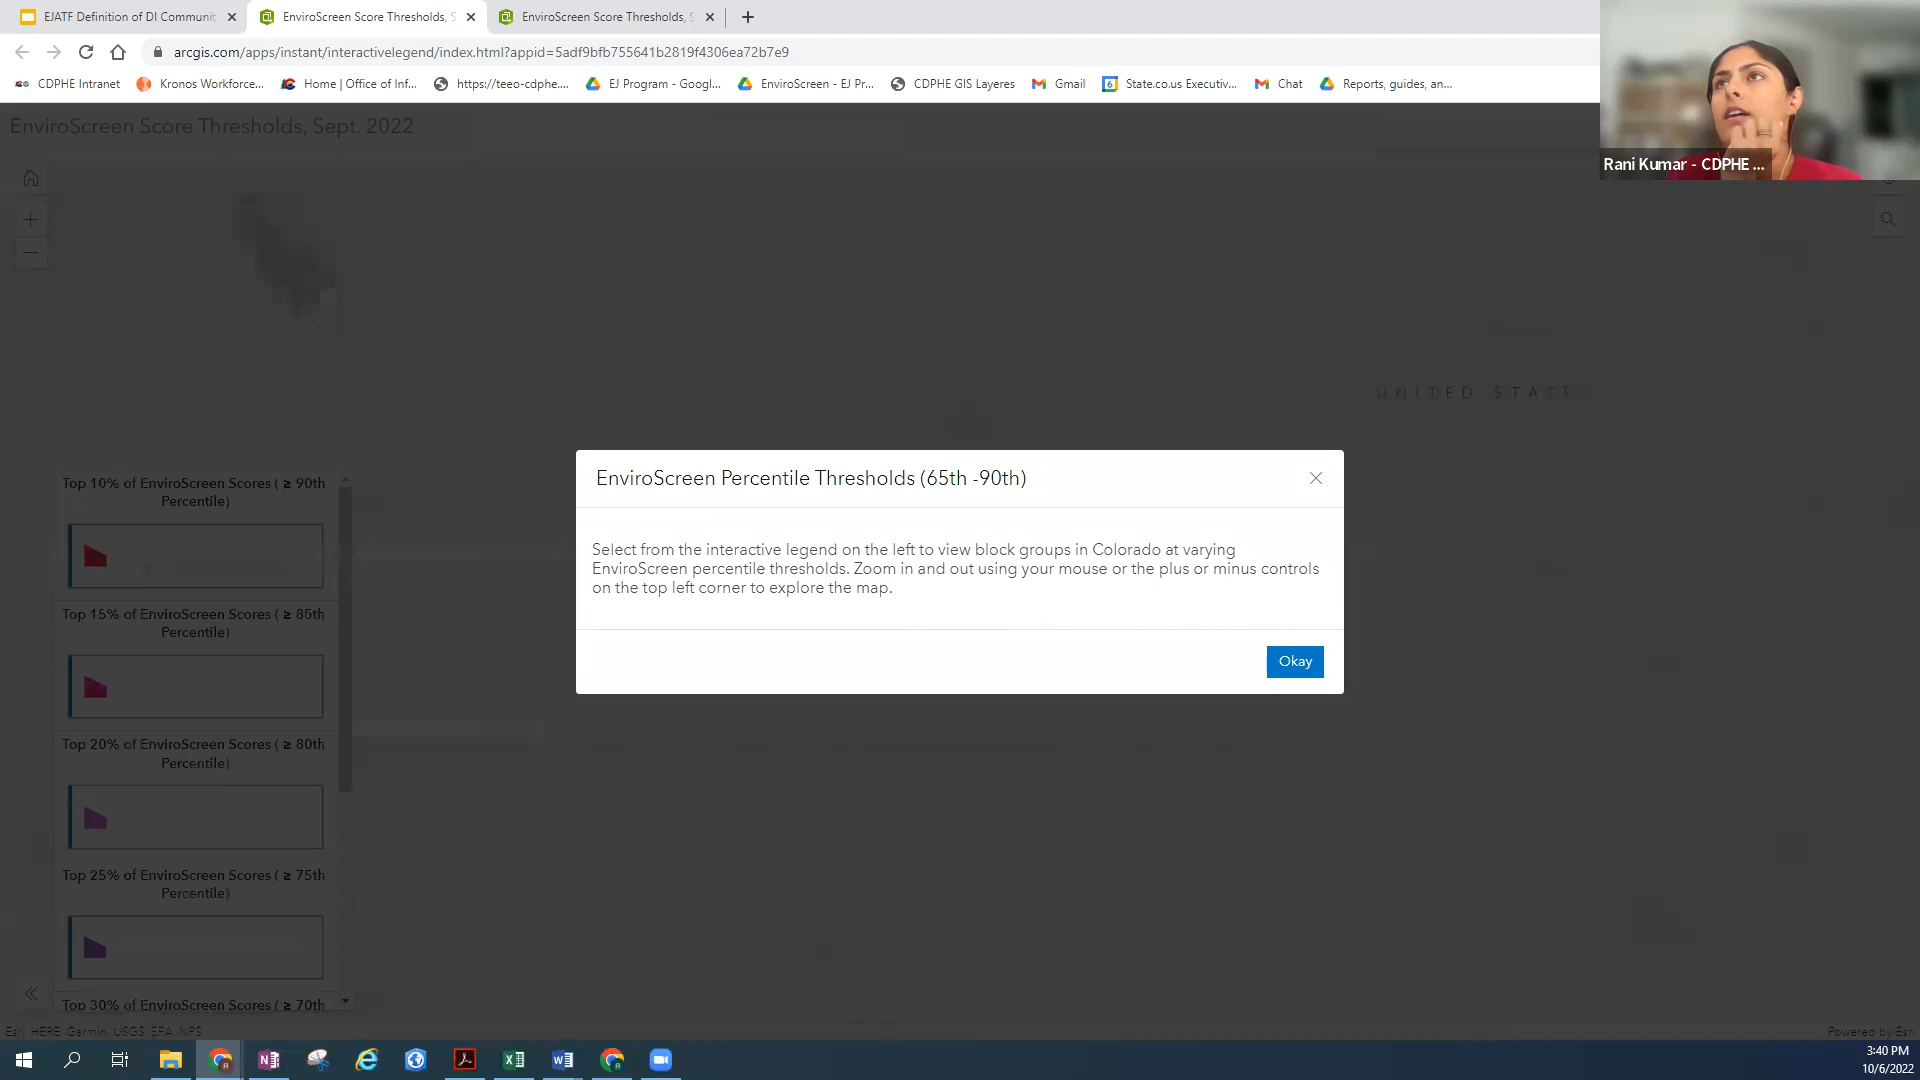 EJATF Definition of DI Communit
EnviroScreen Score Thresholds, S
EnviroScreen Score Thresholds, S
arcgis.com/apps/instant/interactivelegend/index.html?appid=5adf9bfb755641b2819f4306ea72b7e9
CDPHE Intranet
Kronos Workforce...
Home | Office of Inf...
https://teeo-cdphe....
EJ Program - Googl...
EnviroScreen - EJ Pr...
CDPHE GIS Layeres
Gmail
State.co.us Executiv...
Chat
Reports, guides, an...
EnviroScreen Score Thresholds, Sept. 2022
Rani Kumar - CDPHE ...
UNITED STATE
EnviroScreen Percentile Thresholds (65th -90th)
Select from the interactive legend on the left to view block groups in Colorado at varying
EnviroScreen percentile thresholds. Zoom in and out using your mouse or the plus or minus controls
on the top left corner to explore the map.
Okay
Top 10% of EnviroScreen Scores ( ≥ 90th
Percentile)
Top 15% of EnviroScreen Scores ( ≥ 85th
Percentile)
Top 20% of EnviroScreen Scores ( ≥ 80th
Percentile)
Top 25% of EnviroScreen Scores ( ≥ 75th
Percentile)
Top 30% of EnviroScreen Scores ( ≥ 70th
Esri, HERE, Garmin, USGS, EPA, NPS
Powered by Esri
3:40 PM
10/6/2022